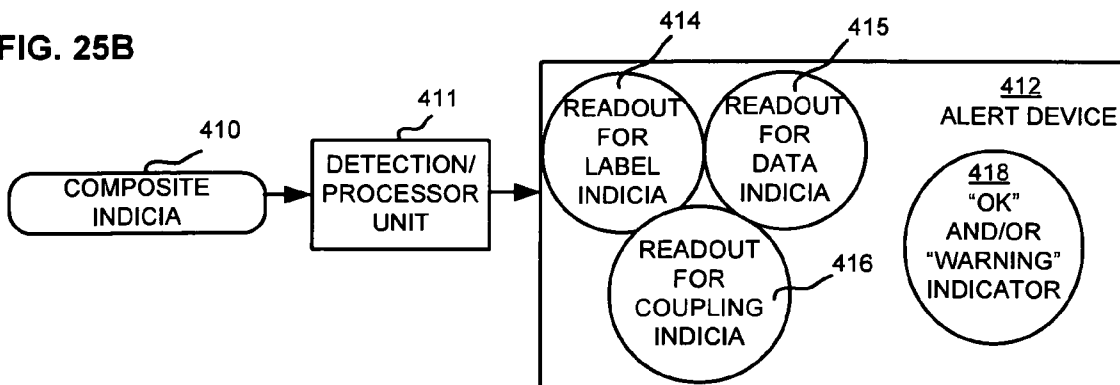 FIG. 25B
410
COMPOSITE
INDICIA
411
DETECTION/
PROCESSOR
UNIT
414
READOUT
FOR
LABEL
INDICIA
415
READOUT
FOR
DATA
INDICIA
READOUT
FOR
COUPLING
INDICIA
416
412
ALERT DEVICE
418
"OK"
AND/OR
"WARNING"
INDICATOR